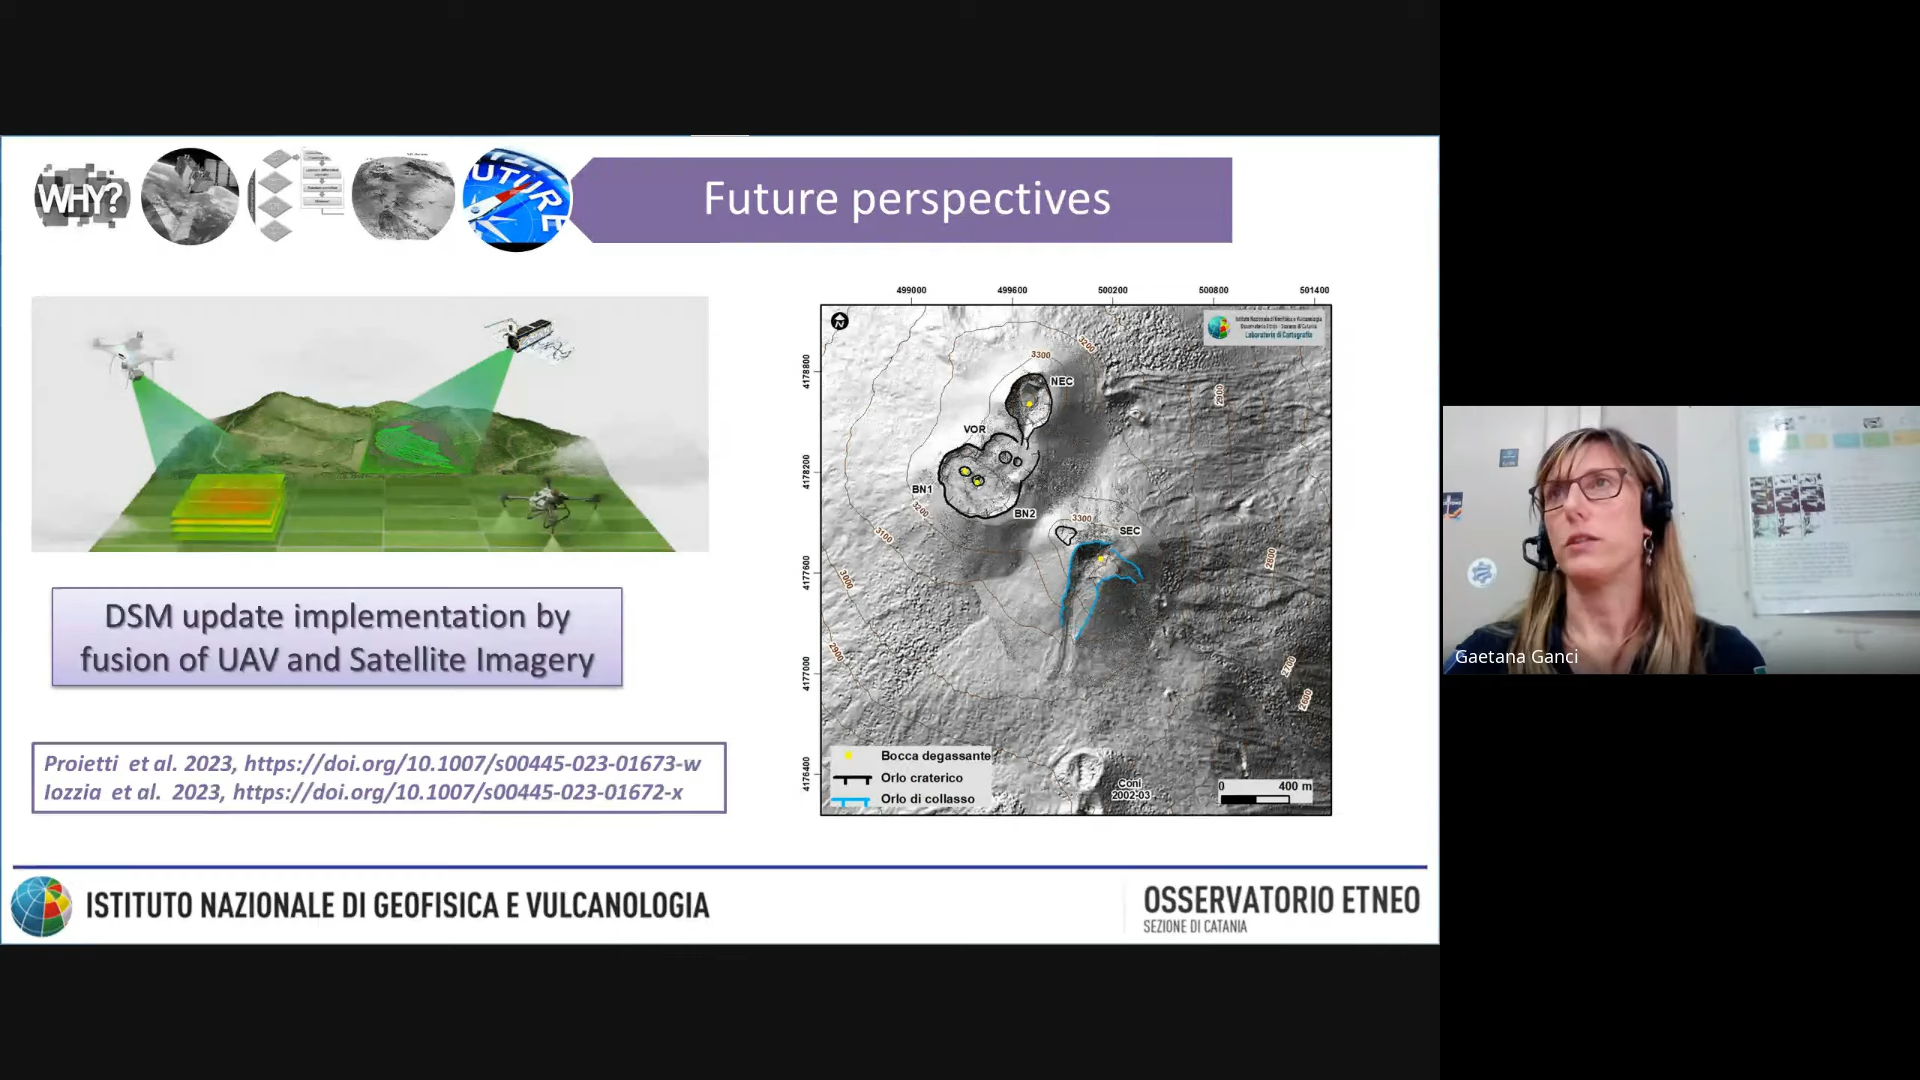 WHY?
UTURE
Future perspectives
DSM update implementation by
fusion of UAV and Satellite Imagery
Proietti et al. 2023, https://doi.org/10.1007/s00445-023-01673-w
Iozzia et al. 2023, https://doi.org/10.1007/s00445-023-01672-x
499000 499600 500200 500800 501400
4178800
4178200
4177600
4177000
4176400
N
Istituto Nazionale di Geofisica e Vulcanologia
Osservatorio Etneo - Sezione di Catania
Laboratorio di Cartografia
3200
3300
NEC
2900
VOR
BN1
3200
BN2
3300
SEC
3100
2800
3000
2900
2700
2600
Bocca degassante
Orlo craterico
Orlo di collasso
Coni
2002-03
0 400 m
ISTITUTO NAZIONALE DI GEOFISICA E VULCANOLOGIA
OSSERVATORIO ETNEO
SEZIONE DI CATANIA
Gaetana Ganci